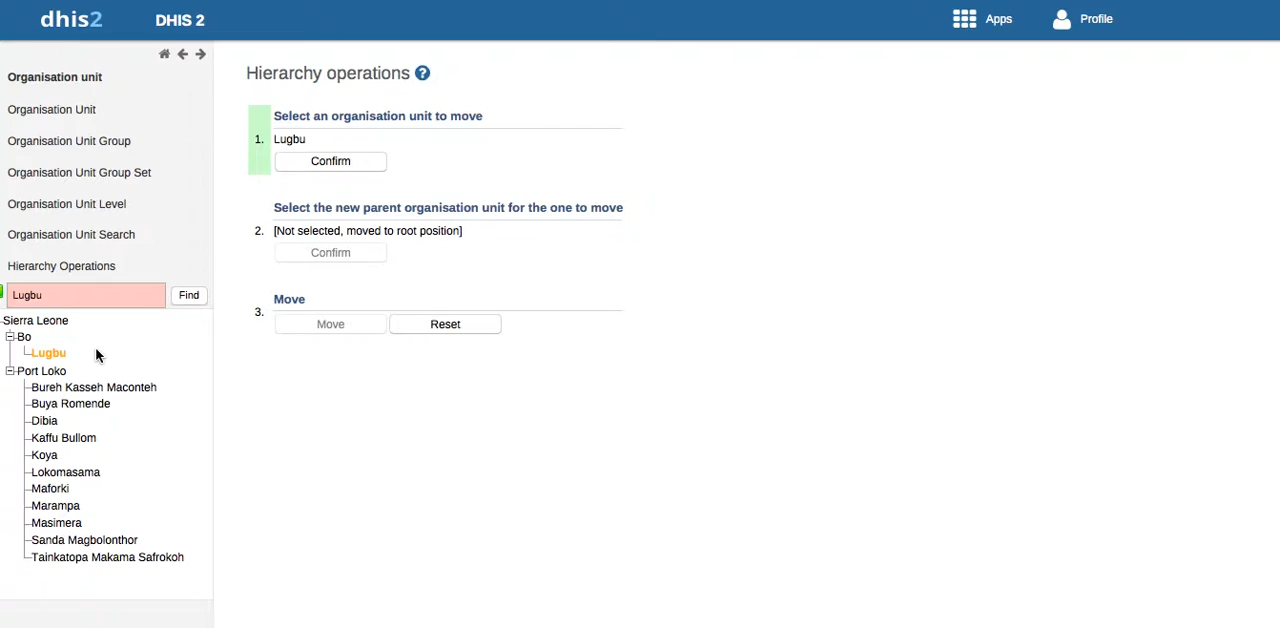 dhis2 DHIS 2 Apps Profile
Organisation unit
Organisation Unit
Organisation Unit Group
Organisation Unit Group Set
Organisation Unit Level
Organisation Unit Search
Hierarchy Operations
Lugbu Find
Sierra Leone
Bo
Lugbu
Port Loko
Bureh Kasseh Maconteh
Buya Romende
Dibia
Kaffu Bullom
Koya
Lokomasama
Maforki
Marampa
Masimera
Sanda Magbolonthor
Tainkatopa Makama Safrokoh
Hierarchy operations ?
Select an organisation unit to move
1. Lugbu
Confirm
Select the new parent organisation unit for the one to move
2. [Not selected, moved to root position]
Confirm
Move
3.
Move Reset